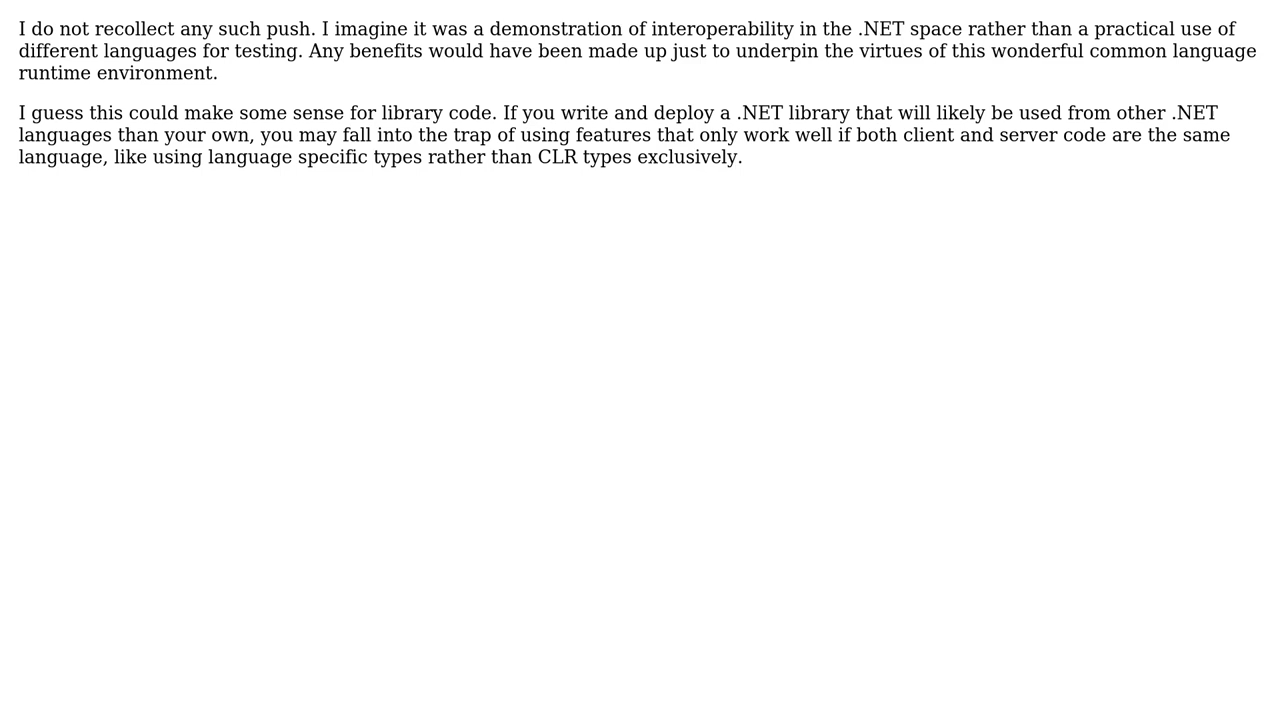 I do not recollect any such push. I imagine it was a demonstration of interoperability in the .NET space rather than a practical use of
different languages for testing. Any benefits would have been made up just to underpin the virtues of this wonderful common language
runtime environment.
I guess this could make some sense for library code. If you write and deploy a .NET library that will likely be used from other .NET
languages than your own, you may fall into the trap of using features that only work well if both client and server code are the same
language, like using language specific types rather than CLR types exclusively.